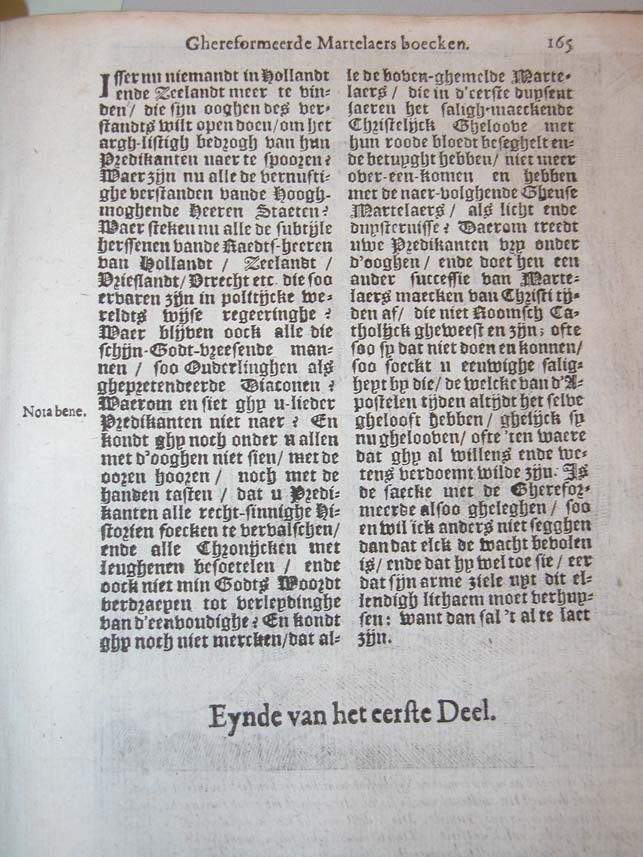 Ghereformeerde Martelaers boecken. 165
Isser nu niemandt in Hollandt
ende Zeelandt meer te vin-
den / die sijn ooghen des ver-
standts wilt open doen / om het
argh-listigh bedrogh van hun
Predikanten naer te spooren?
Waer zijn nu alle de vernufti-
ghe verstanden vande Hoogh-
moghende Heeren Staeten?
Waer steken nu alle de subtijle
herssenen vande Raedts-heeren
van Hollandt / Zeelandt /
Vrieslandt / Vtrecht etc. die soo
ervaren zijn in politijcke we-
reldts wijse regeeringhe?
Waer blijven oock alle die
schijn-Godt-vreesende man-
nen / soo Ouderlinghen als
ghepretendeerde Diaconen?
Nota bene.
Waerom en siet ghy u-lieder
Predikanten niet naer? En
kondt ghy noch onder u allen
met d'ooghen niet sien / met de
ooren hooren / noch met de
handen tasten / dat u Predi-
kanten alle recht-sinnighe Hi-
storien soecken te vervalschen /
ende alle Chronijcken met
leughenen besoetelen / ende
oock niet min Godts Woordt
verdraeyen tot verleydinghe
van d'eenvoudighe? En kondt
ghy noch niet mercken / dat al-
le de boven-ghemelde Marte-
laers / die in d'eerste duysent
jaeren het saligh-maeckende
Christelijck Gheloove met
hun roode bloedt beseghelt en-
de betuyght hebben / niet meer
over-een-komen en hebben
met de naer-volghende Gheuse
Martelaers / als licht ende
duysternisse? Daerom treedt
uwe Predikanten vry onder
d'ooghen / ende doet hen een
ander successie van Marte-
laers maecken van Christi tij-
den af / die niet Roomsch Ca-
tholijck gheweest en zijn; ofte
soo sy dat niet doen en konnen /
soo soeckt u eeuwighe salig-
heyt by die / de welcke van d'A-
postelen tijden altijdt het selve
ghelooft hebben / ghelijck sy
nu ghelooven / ofte 'ten waere
dat ghy al willens ende we-
tens verdoemt wilde zijn. Is
de saecke met de Gherefor-
meerde alsoo gheleghen / soo
en wil ick anders niet segghen
dan dat elck de wacht bevolen
is / ende dat hy wel toe sie / eer
dat sijn arme ziele uyt dit el-
lendigh lichaem moet verhuy-
sen: want dan sal 't al te laet
zijn.
Eynde van het eerste Deel.